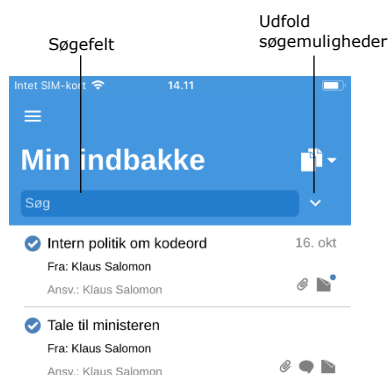 Søgefelt
Udfold
søgemuligheder
Intet SIM-kort 14.11
Min indbakke
Søg
Intern politik om kodeord 16. okt
Fra: Klaus Salomon
Ansv.: Klaus Salomon
Tale til ministeren
Fra: Klaus Salomon
Ansv.: Klaus Salomon